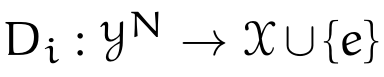 Dᵢ : 𝒴ᴺ → 𝒳 ∪ {e}